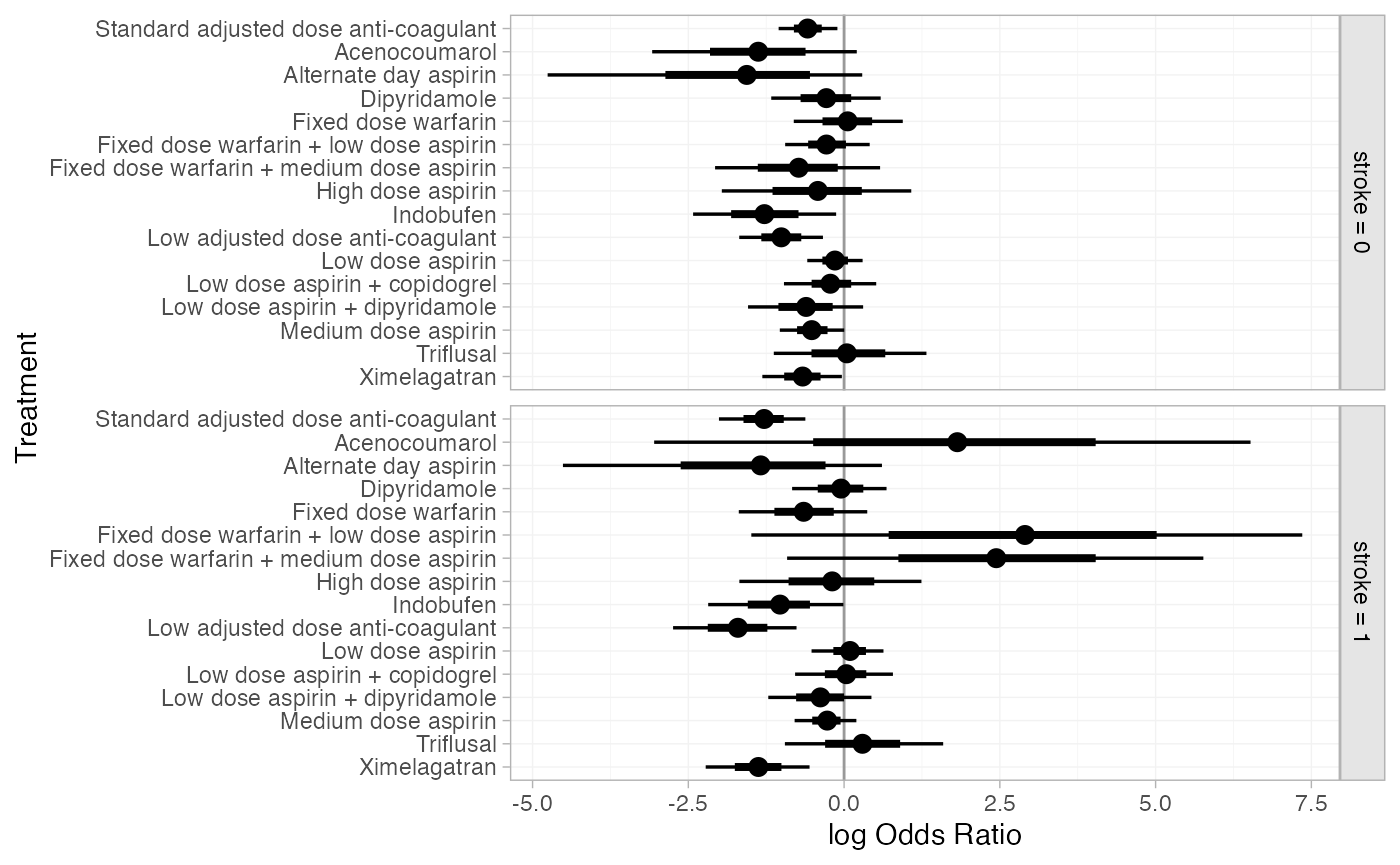 Treatment
Standard adjusted dose anti-coagulant
Acenocoumarol
Alternate day aspirin
Dipyridamole
Fixed dose warfarin
Fixed dose warfarin + low dose aspirin
Fixed dose warfarin + medium dose aspirin
High dose aspirin
Indobufen
Low adjusted dose anti-coagulant
Low dose aspirin
Low dose aspirin + copidogrel
Low dose aspirin + dipyridamole
Medium dose aspirin
Triflusal
Ximelagatran
stroke = 0
Standard adjusted dose anti-coagulant
Acenocoumarol
Alternate day aspirin
Dipyridamole
Fixed dose warfarin
Fixed dose warfarin + low dose aspirin
Fixed dose warfarin + medium dose aspirin
High dose aspirin
Indobufen
Low adjusted dose anti-coagulant
Low dose aspirin
Low dose aspirin + copidogrel
Low dose aspirin + dipyridamole
Medium dose aspirin
Triflusal
Ximelagatran
stroke = 1
-5.0 -2.5 0.0 2.5 5.0 7.5
log Odds Ratio